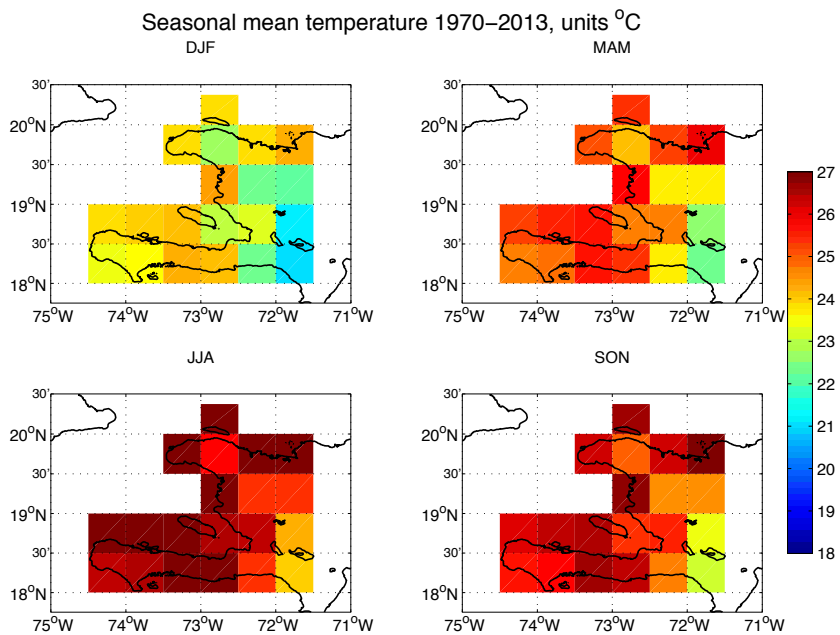 Seasonal mean temperature 1970−2013, units °C
DJF
MAM
30'
20°N
30'
19°N
30'
18°N
75°W 74°W 73°W 72°W 71°W
30'
20°N
30'
19°N
30'
18°N
75°W 74°W 73°W 72°W 71°W
JJA
SON
30'
20°N
30'
19°N
30'
18°N
75°W 74°W 73°W 72°W 71°W
30'
20°N
30'
19°N
30'
18°N
75°W 74°W 73°W 72°W 71°W
27
26
25
24
23
22
21
20
19
18